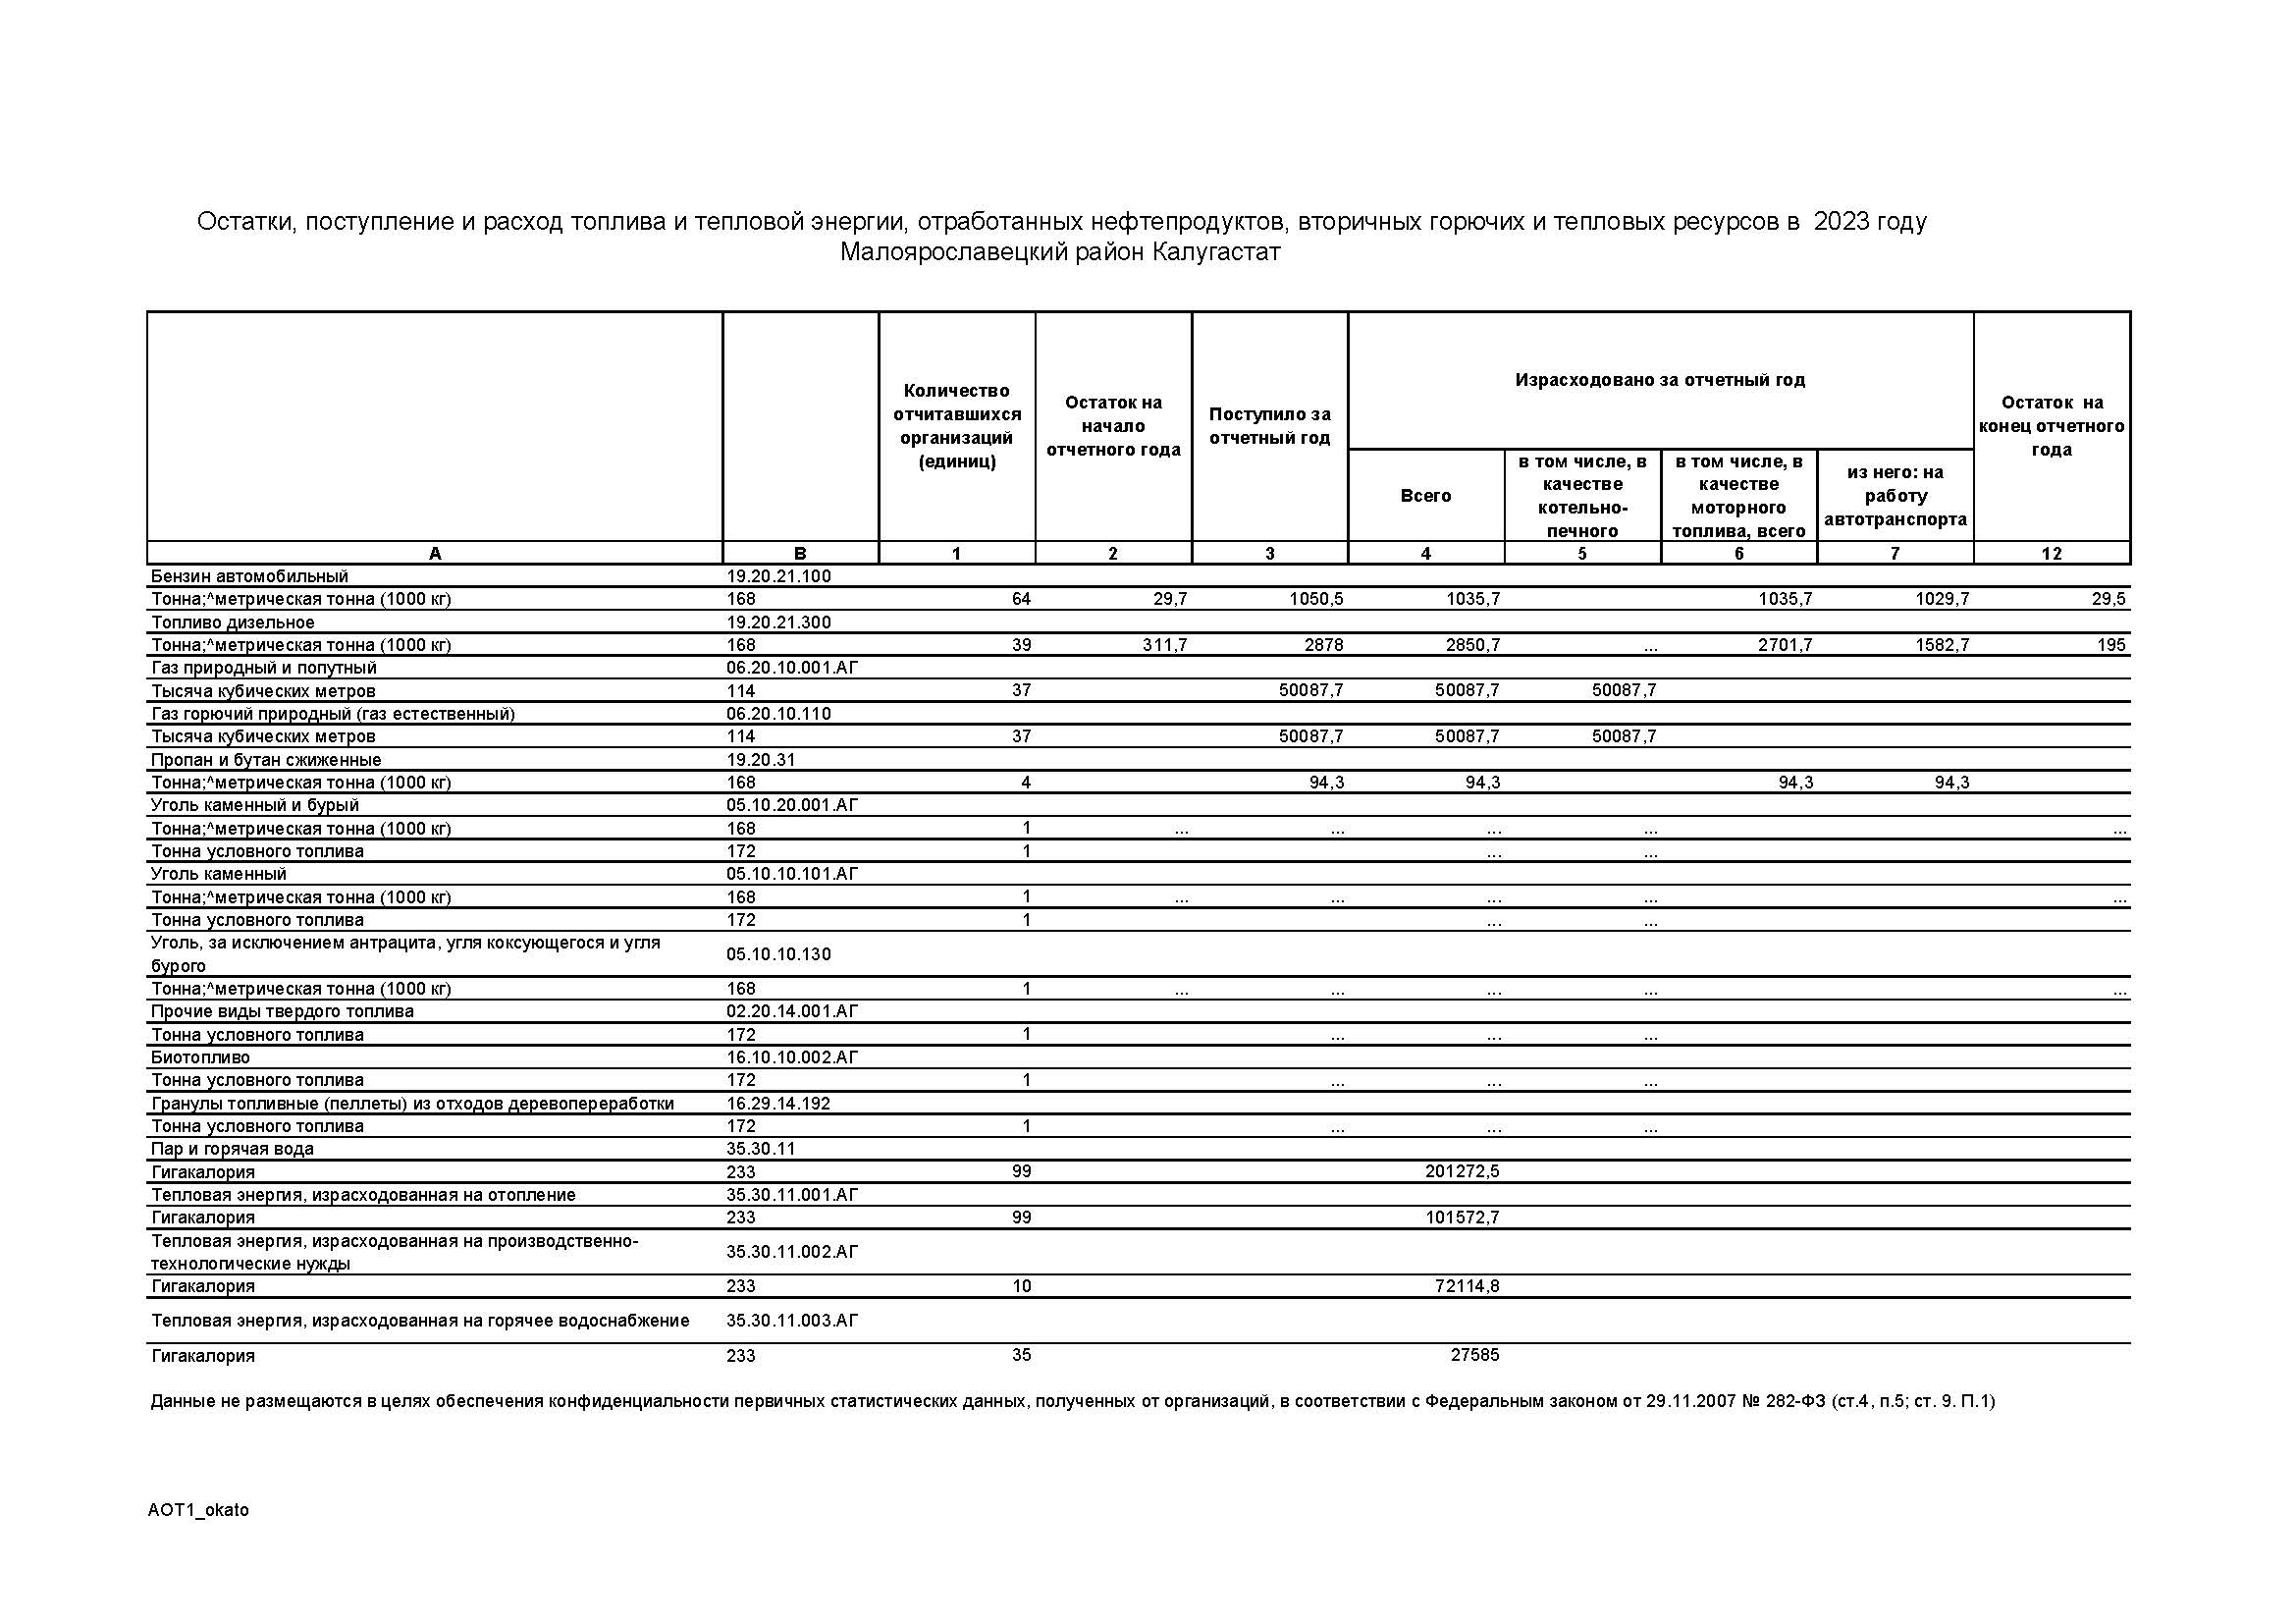 Остатки, поступление и расход топлива и тепловой энергии, отработанных нефтепродуктов, вторичных горючих и тепловых ресурсов в  2023 году
Малоярославецкий район Калугастат
Количество
отчитавшихся
организаций
(единиц)
Остаток на
начало
отчетного года
Поступило за
отчетный год
Израсходовано за отчетный год
Остаток  на
конец отчетного
года
Всего
в том числе, в
качестве
котельно-
печного
в том числе, в
качестве
моторного
топлива, всего
из него: на
работу
автотранспорта
А В 1 2 3 4 5 6 7 12
Бензин автомобильный 19.20.21.100
Тонна;^метрическая тонна (1000 кг) 168 64 29,7 1050,5 1035,7 1035,7 1029,7 29,5
Топливо дизельное 19.20.21.300
Тонна;^метрическая тонна (1000 кг) 168 39 311,7 2878 2850,7 ... 2701,7 1582,7 195
Газ природный и попутный 06.20.10.001.АГ
Тысяча кубических метров 114 37 50087,7 50087,7 50087,7
Газ горючий природный (газ естественный) 06.20.10.110
Тысяча кубических метров 114 37 50087,7 50087,7 50087,7
Пропан и бутан сжиженные 19.20.31
Тонна;^метрическая тонна (1000 кг) 168 4 94,3 94,3 94,3 94,3
Уголь каменный и бурый 05.10.20.001.АГ
Тонна;^метрическая тонна (1000 кг) 168 1 ... ... ... ... ...
Тонна условного топлива 172 1 ... ...
Уголь каменный 05.10.10.101.АГ
Тонна;^метрическая тонна (1000 кг) 168 1 ... ... ... ... ...
Тонна условного топлива 172 1 ... ...
Уголь, за исключением антрацита, угля коксующегося и угля
бурого 05.10.10.130
Тонна;^метрическая тонна (1000 кг) 168 1 ... ... ... ... ...
Прочие виды твердого топлива 02.20.14.001.АГ
Тонна условного топлива 172 1 ... ... ...
Биотопливо 16.10.10.002.АГ
Тонна условного топлива 172 1 ... ... ...
Гранулы топливные (пеллеты) из отходов деревопереработки 16.29.14.192
Тонна условного топлива 172 1 ... ... ...
Пар и горячая вода 35.30.11
Гигакалория 233 99 201272,5
Тепловая энергия, израсходованная на отопление 35.30.11.001.АГ
Гигакалория 233 99 101572,7
Тепловая энергия, израсходованная на производственно-
технологические нужды 35.30.11.002.АГ
Гигакалория 233 10 72114,8
Тепловая энергия, израсходованная на горячее водоснабжение 35.30.11.003.АГ
Гигакалория 233 35 27585
Данные не размещаются в целях обеспечения конфиденциальности первичных статистических данных, полученных от организаций, в соответствии с Федеральным законом от 29.11.2007 № 282-ФЗ (ст.4, п.5; ст. 9. П.1)
AOT1_okato